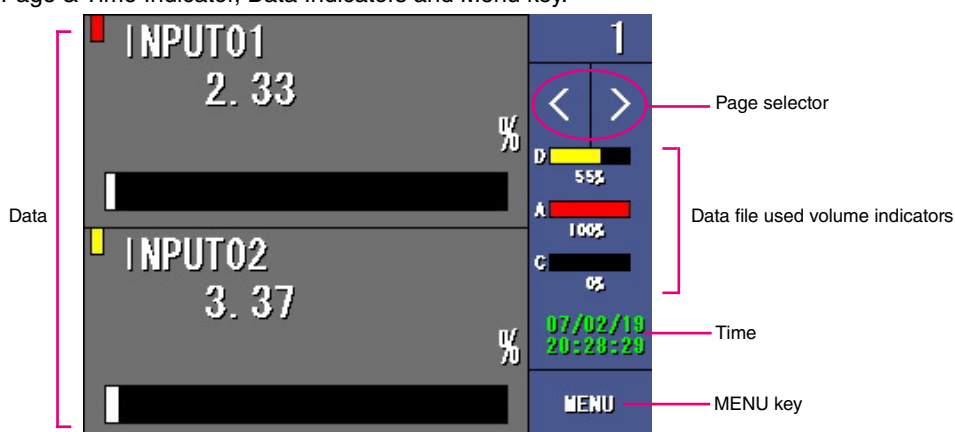 Page & Time Indicator, Data Indicators and Menu key.
INPUT01
2.33
%
INPUT02
3.37
%
Data
1
< >
D
55%
A
100%
C
0%
07/02/19
20:28:29
MENU
Page selector
Data file used volume indicators
Time
MENU key